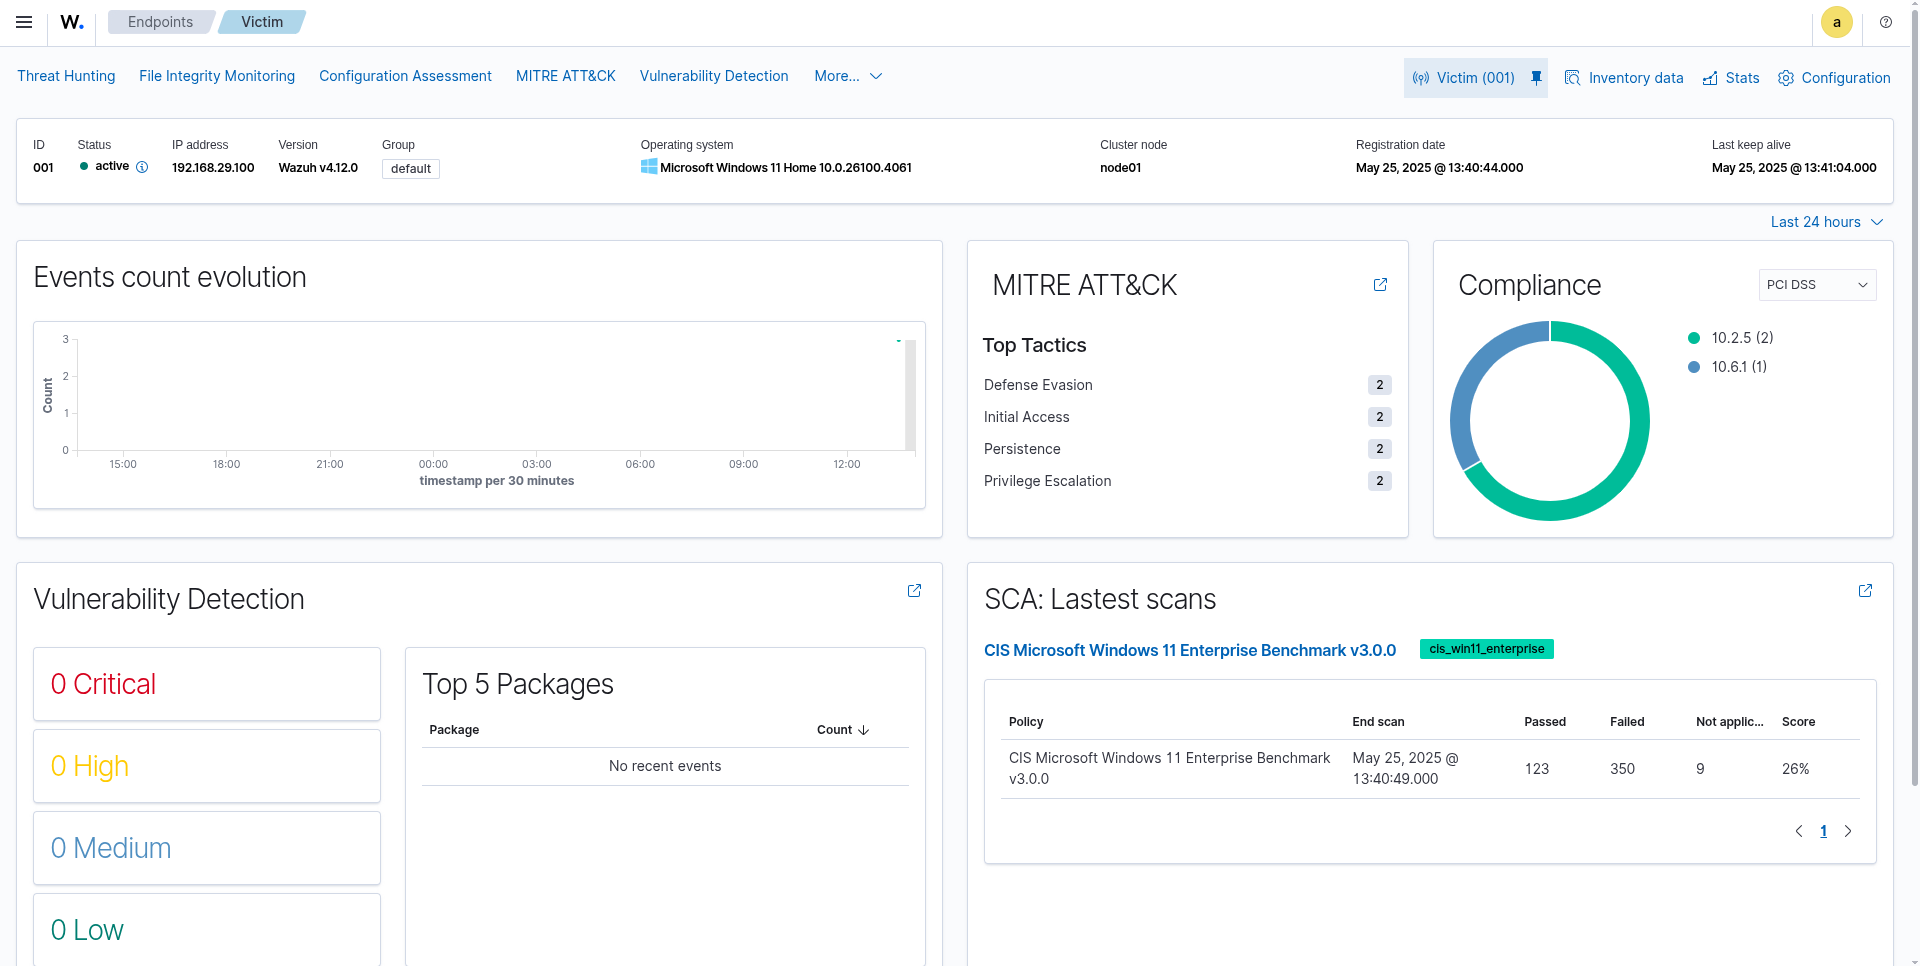 W. Endpoints Victim a
Threat Hunting File Integrity Monitoring Configuration Assessment MITRE ATT&CK Vulnerability Detection More... Victim (001) Inventory data Stats Configuration
ID Status IP address Version Group Operating system Cluster node Registration date Last keep alive
001 active 192.168.29.100 Wazuh v4.12.0 default Microsoft Windows 11 Home 10.0.26100.4061 node01 May 25, 2025 @ 13:40:44.000 May 25, 2025 @ 13:41:04.000
Last 24 hours
Events count evolution
Count
3
2
1
0
15:00 18:00 21:00 00:00 03:00 06:00 09:00 12:00
timestamp per 30 minutes
MITRE ATT&CK
Top Tactics
Defense Evasion 2
Initial Access 2
Persistence 2
Privilege Escalation 2
Compliance PCI DSS
10.2.5 (2)
10.6.1 (1)
Vulnerability Detection
0 Critical
0 High
0 Medium
0 Low
Top 5 Packages
Package Count
No recent events
SCA: Lastest scans
CIS Microsoft Windows 11 Enterprise Benchmark v3.0.0 cis_win11_enterprise
Policy End scan Passed Failed Not applic... Score
CIS Microsoft Windows 11 Enterprise Benchmark May 25, 2025 @
v3.0.0 13:40:49.000 123 350 9 26%
1